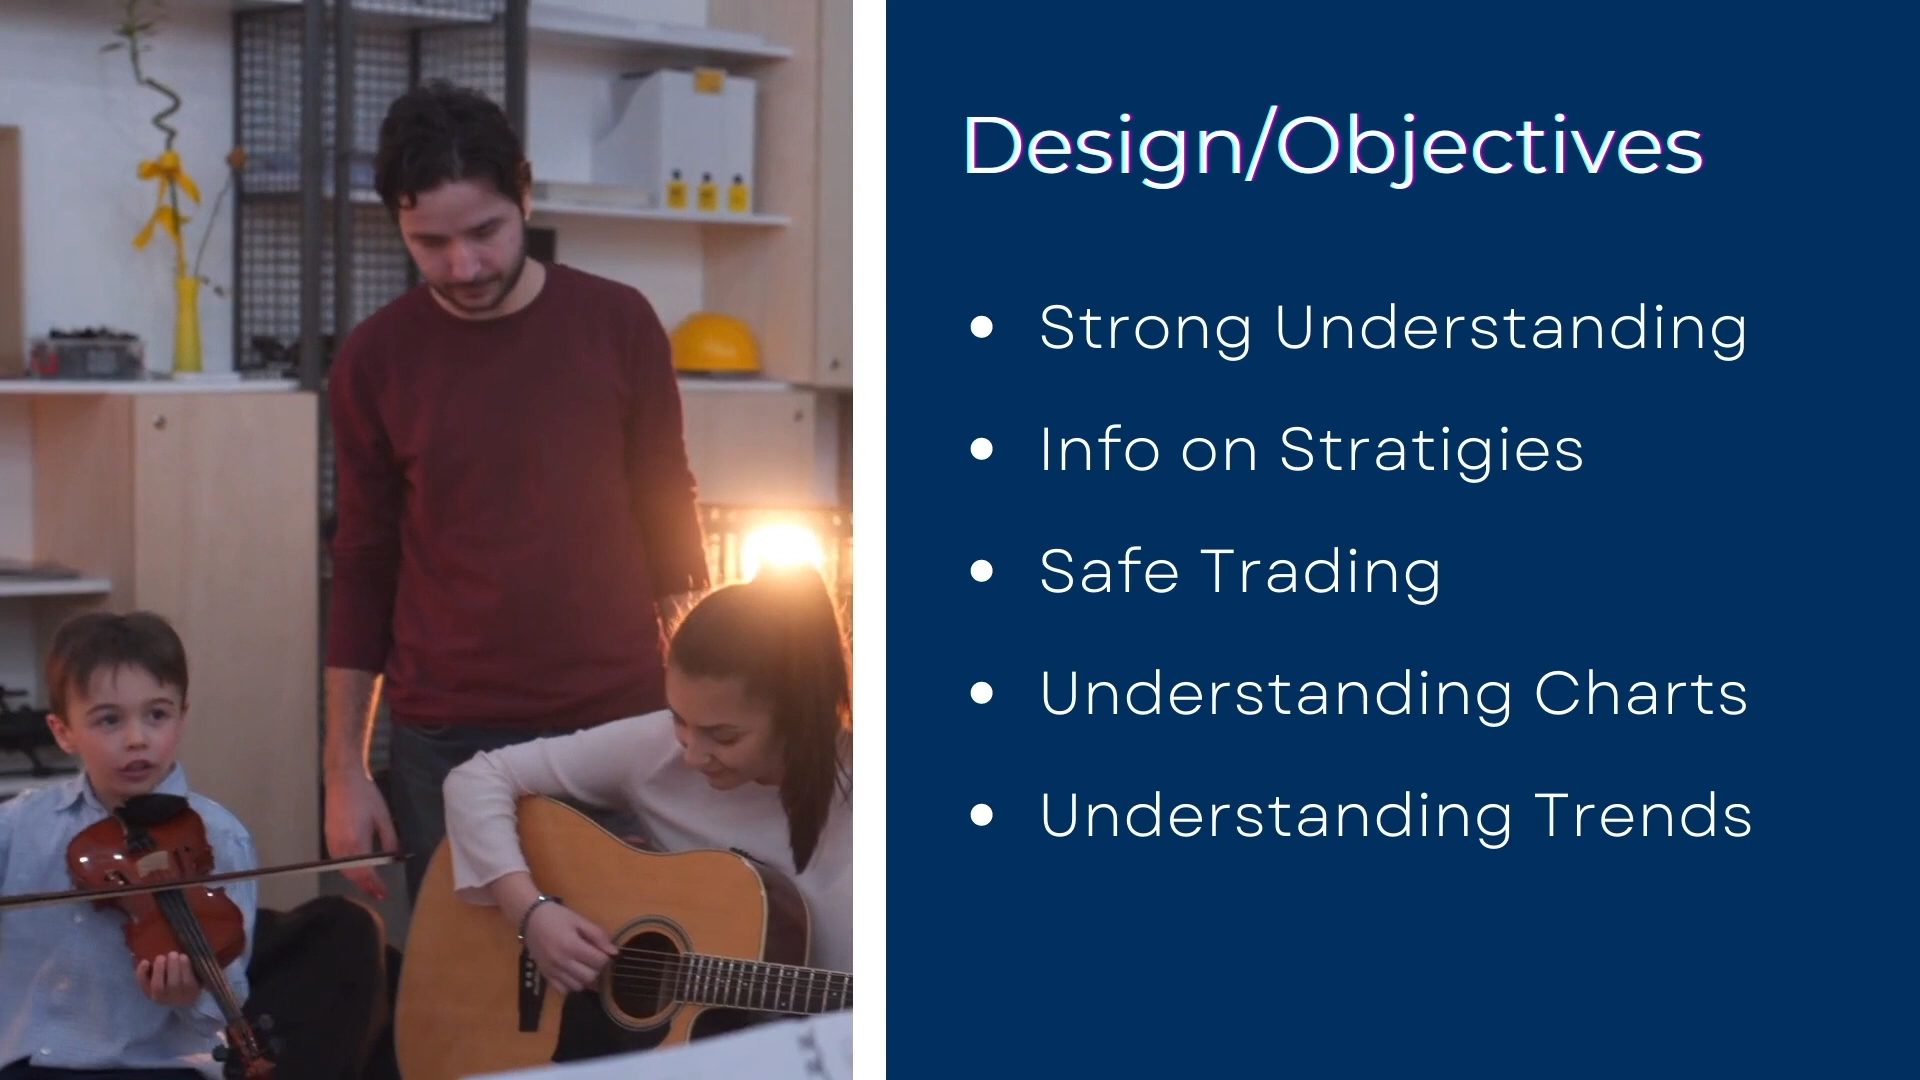 Design/Objectives
• Strong Understanding
• Info on Stratigies
• Safe Trading
• Understanding Charts
• Understanding Trends